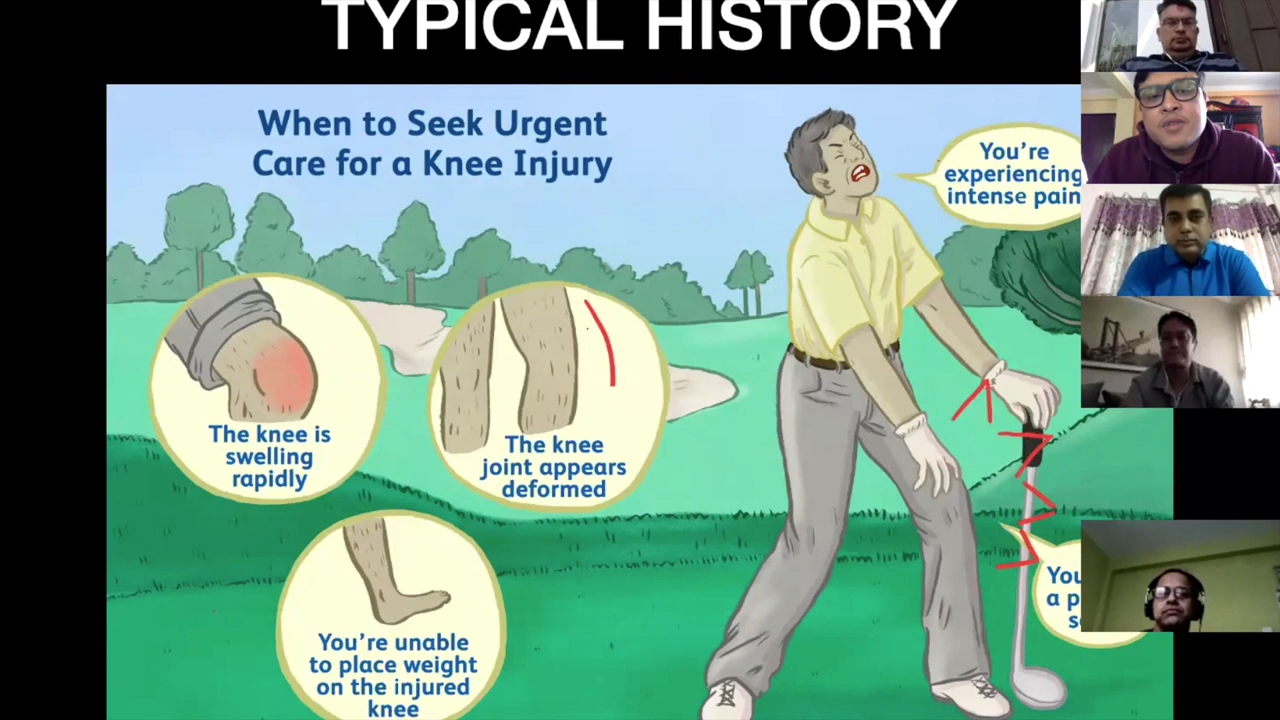 TYPICAL HISTORY
When to Seek Urgent
Care for a Knee Injury
You're
experiencing
intense pain
The knee is
swelling
rapidly
The knee
joint appears
deformed
You're unable
to place weight
on the injured
knee
a